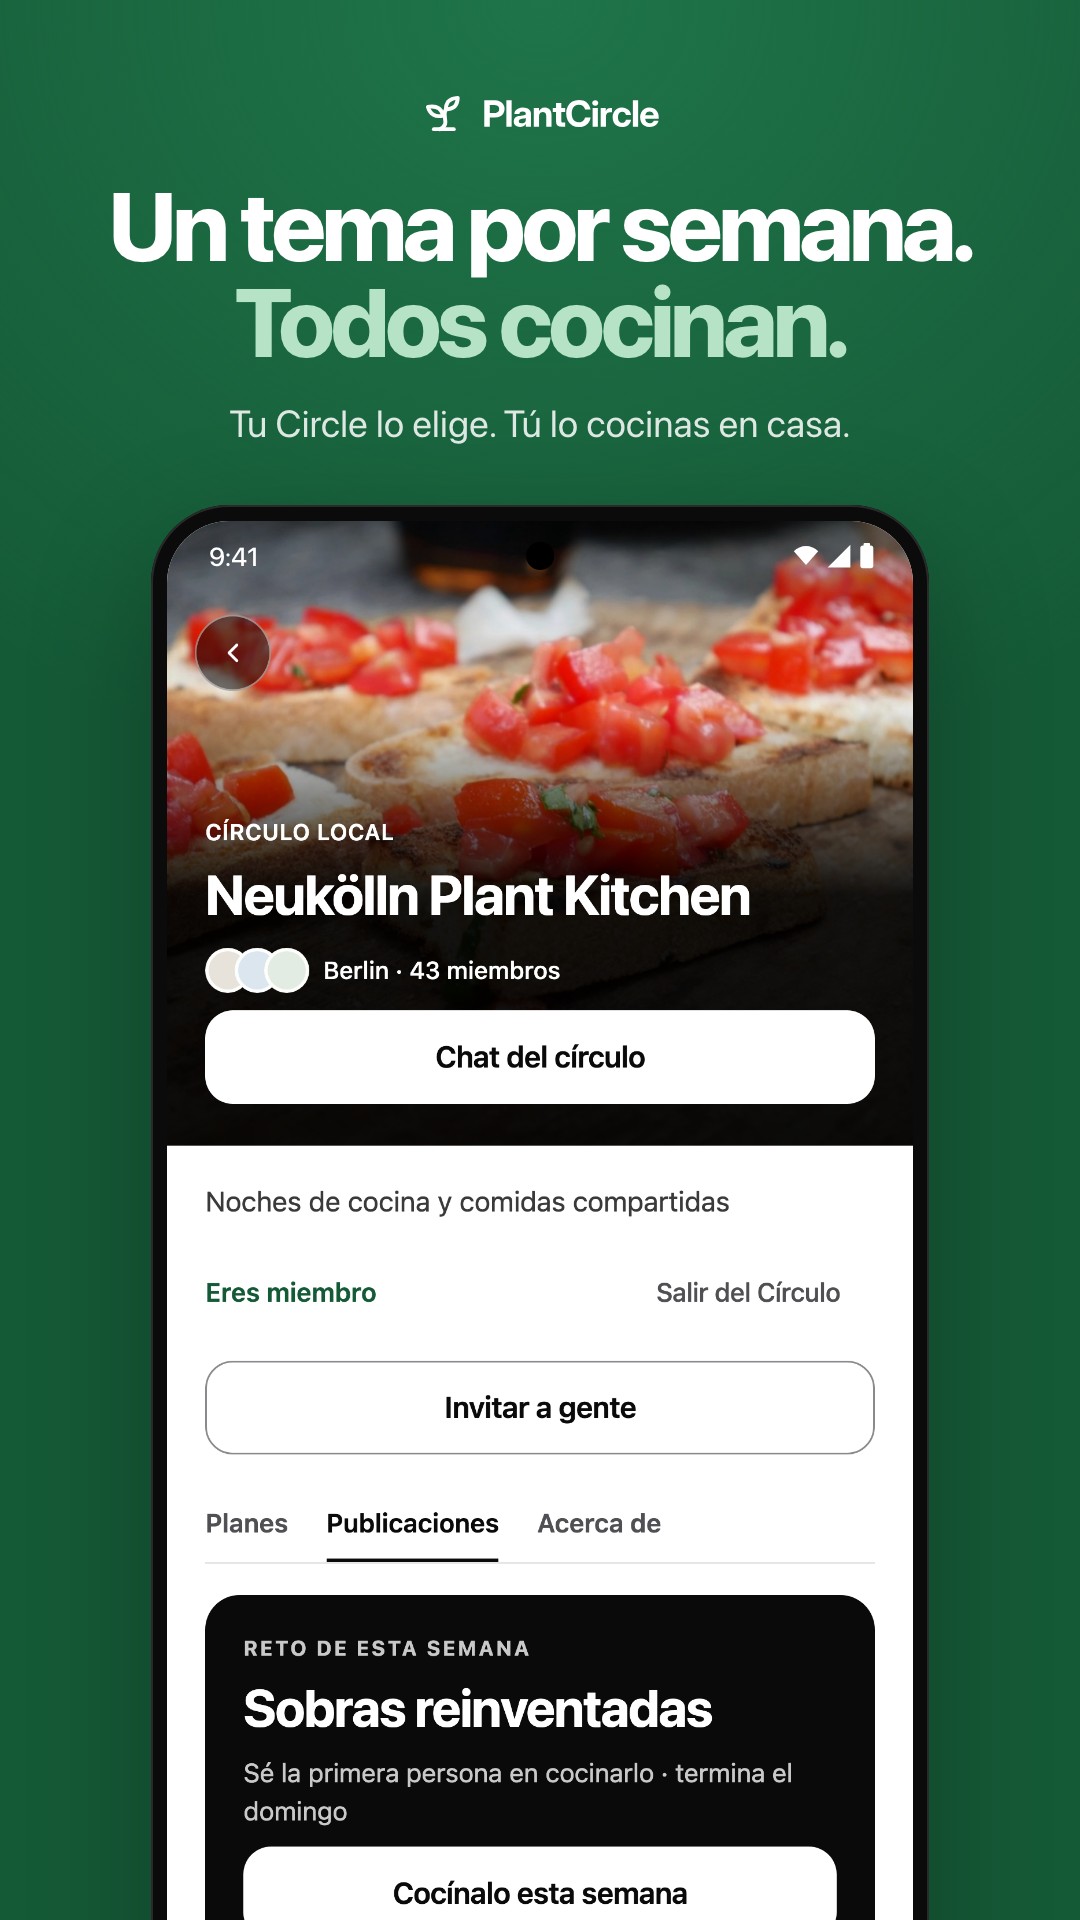 PlantCircle
Un tema por semana.
Todos cocinan.
Tu Circle lo elige. Tú lo cocinas en casa.
9:41
CÍRCULO LOCAL
Neukölln Plant Kitchen
Berlin · 43 miembros
Chat del círculo
Noches de cocina y comidas compartidas
Eres miembro
Salir del Círculo
Invitar a gente
Planes
Publicaciones
Acerca de
RETO DE ESTA SEMANA
Sobras reinventadas
Sé la primera persona en cocinarlo · termina el
domingo
Cocínalo esta semana